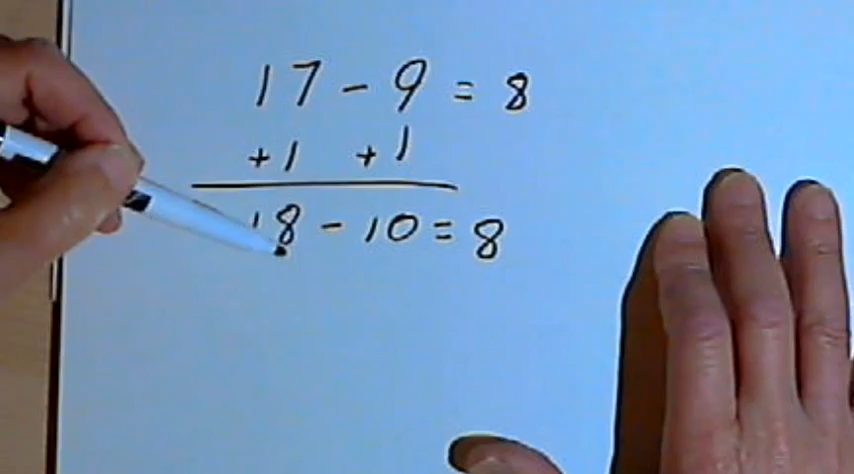 17 - 9 = 8
+1 +1
18 - 10 = 8